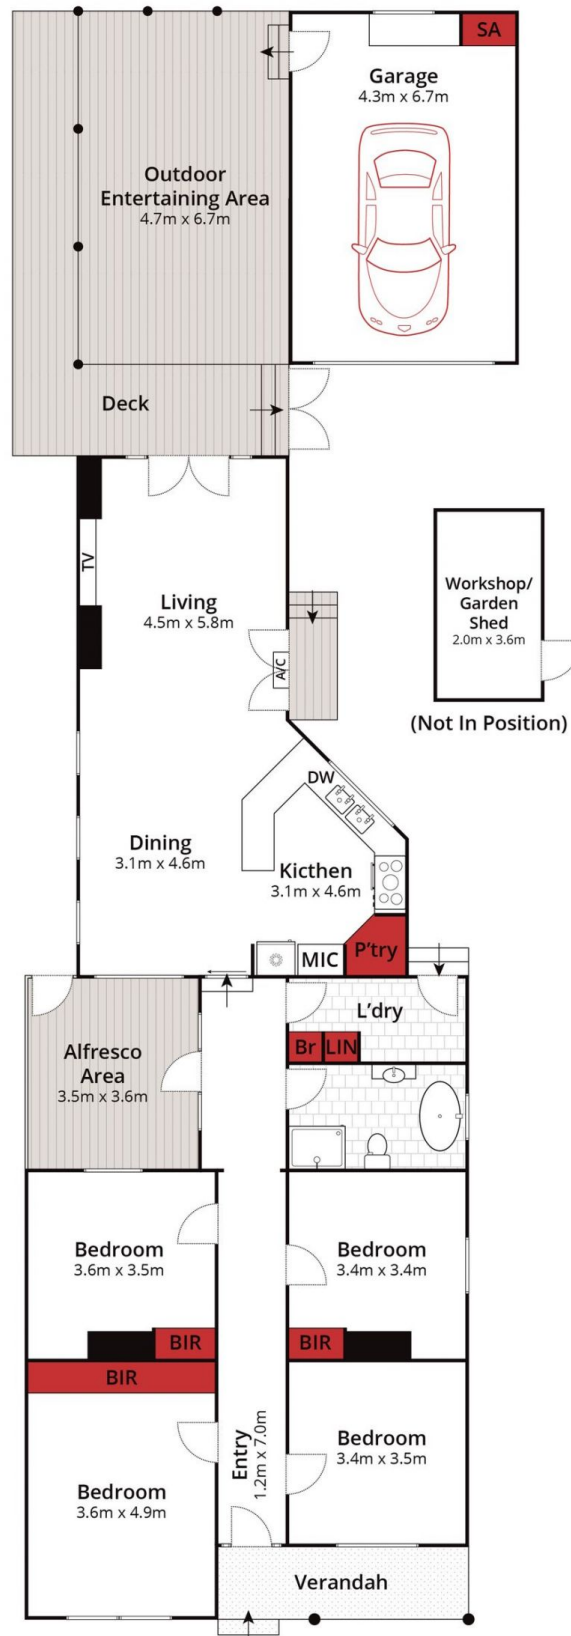 SA
Garage
4.3m x 6.7m
Outdoor
Entertaining Area
4.7m x 6.7m
Deck
TV
Living
4.5m x 5.8m
A/C
Workshop/
Garden
Shed
2.0m x 3.6m
(Not In Position)
DW
Dining
3.1m x 4.6m
Kicthen
3.1m x 4.6m
MIC
P'try
L'dry
Br
LIN
Alfresco
Area
3.5m x 3.6m
Bedroom
3.6m x 3.5m
Bedroom
3.4m x 3.4m
BIR
BIR
BIR
Entry
1.2m x 7.0m
Bedroom
3.4m x 3.5m
Bedroom
3.6m x 4.9m
Verandah